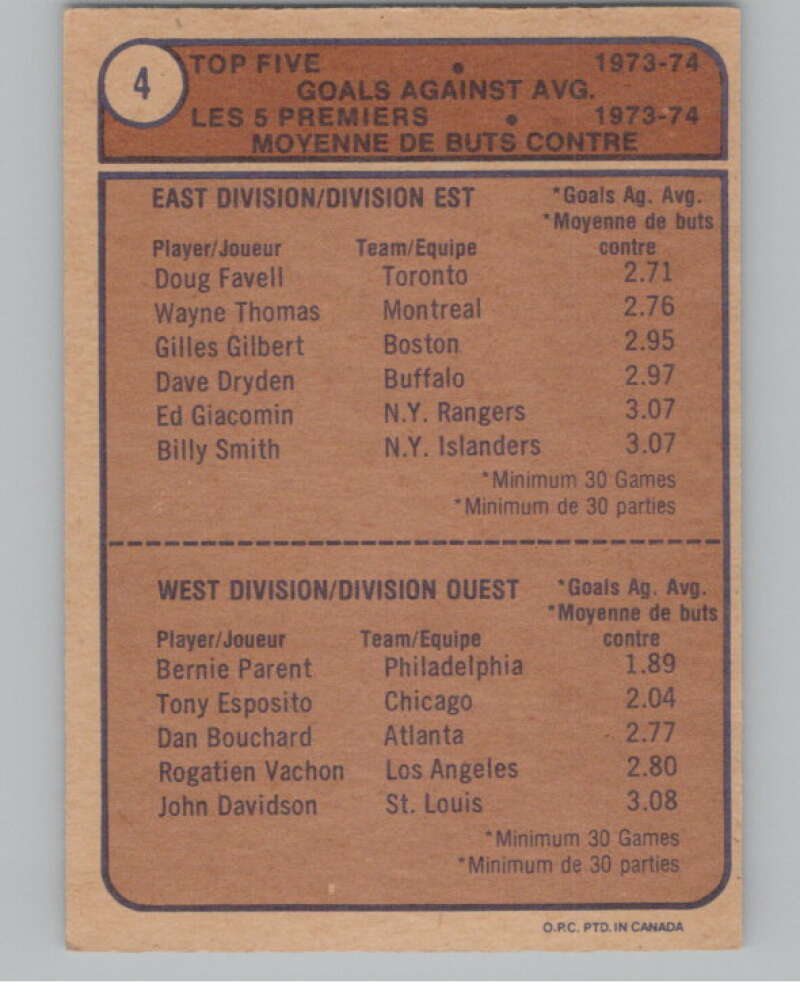 4
TOP FIVE • 1973-74
GOALS AGAINST AVG.
LES 5 PREMIERS • 1973-74
MOYENNE DE BUTS CONTRE
EAST DIVISION/DIVISION EST *Goals Ag. Avg.
*Moyenne de buts
Player/Joueur Team/Equipe contre
Doug Favell Toronto 2.71
Wayne Thomas Montreal 2.76
Gilles Gilbert Boston 2.95
Dave Dryden Buffalo 2.97
Ed Giacomin N.Y. Rangers 3.07
Billy Smith N.Y. Islanders 3.07
*Minimum 30 Games
*Minimum de 30 parties
WEST DIVISION/DIVISION OUEST *Goals Ag. Avg.
*Moyenne de buts
Player/Joueur Team/Equipe contre
Bernie Parent Philadelphia 1.89
Tony Esposito Chicago 2.04
Dan Bouchard Atlanta 2.77
Rogatien Vachon Los Angeles 2.80
John Davidson St. Louis 3.08
*Minimum 30 Games
*Minimum de 30 parties
O.P.C. PTD. IN CANADA